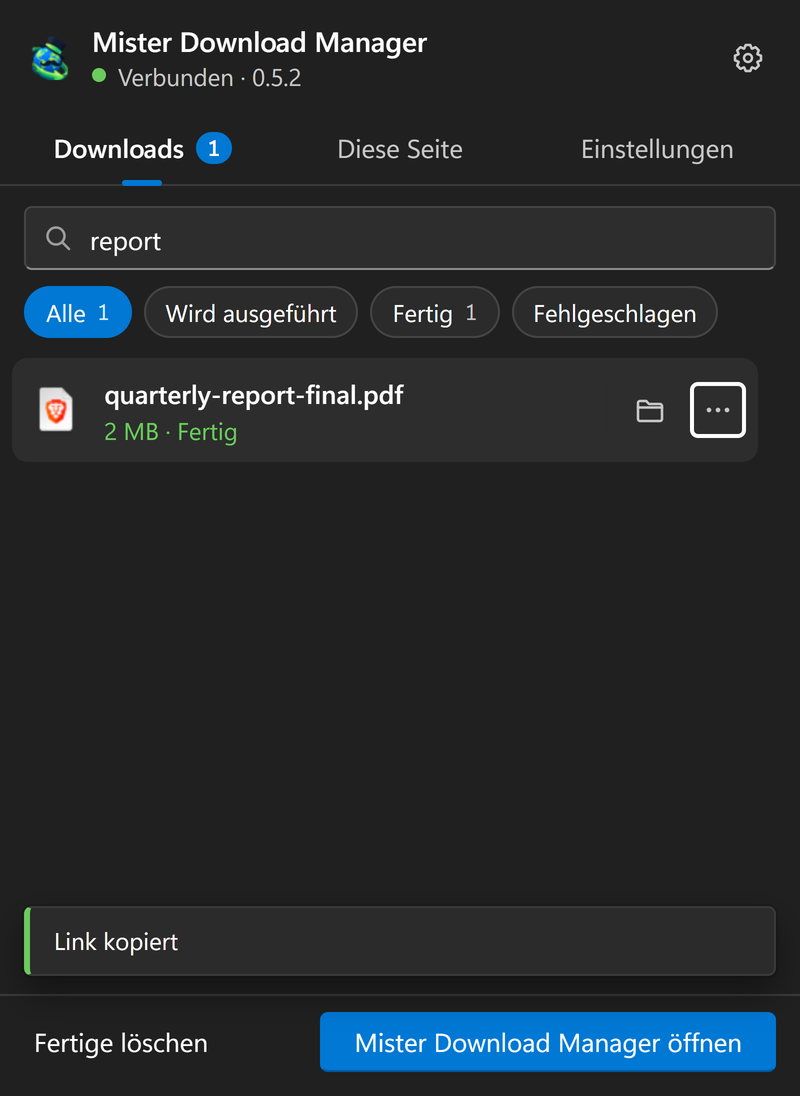 Mister Download Manager
Verbunden · 0.5.2
Downloads 1
Diese Seite
Einstellungen
report
Alle 1
Wird ausgeführt
Fertig 1
Fehlgeschlagen
quarterly-report-final.pdf
2 MB · Fertig
Link kopiert
Fertige löschen
Mister Download Manager öffnen